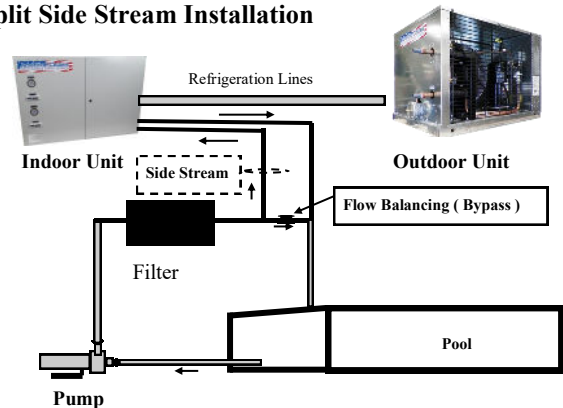 plit Side Stream Installation
Refrigeration Lines
Indoor Unit
Outdoor Unit
Side Stream
Flow Balancing ( Bypass )
Filter
Pool
Pump